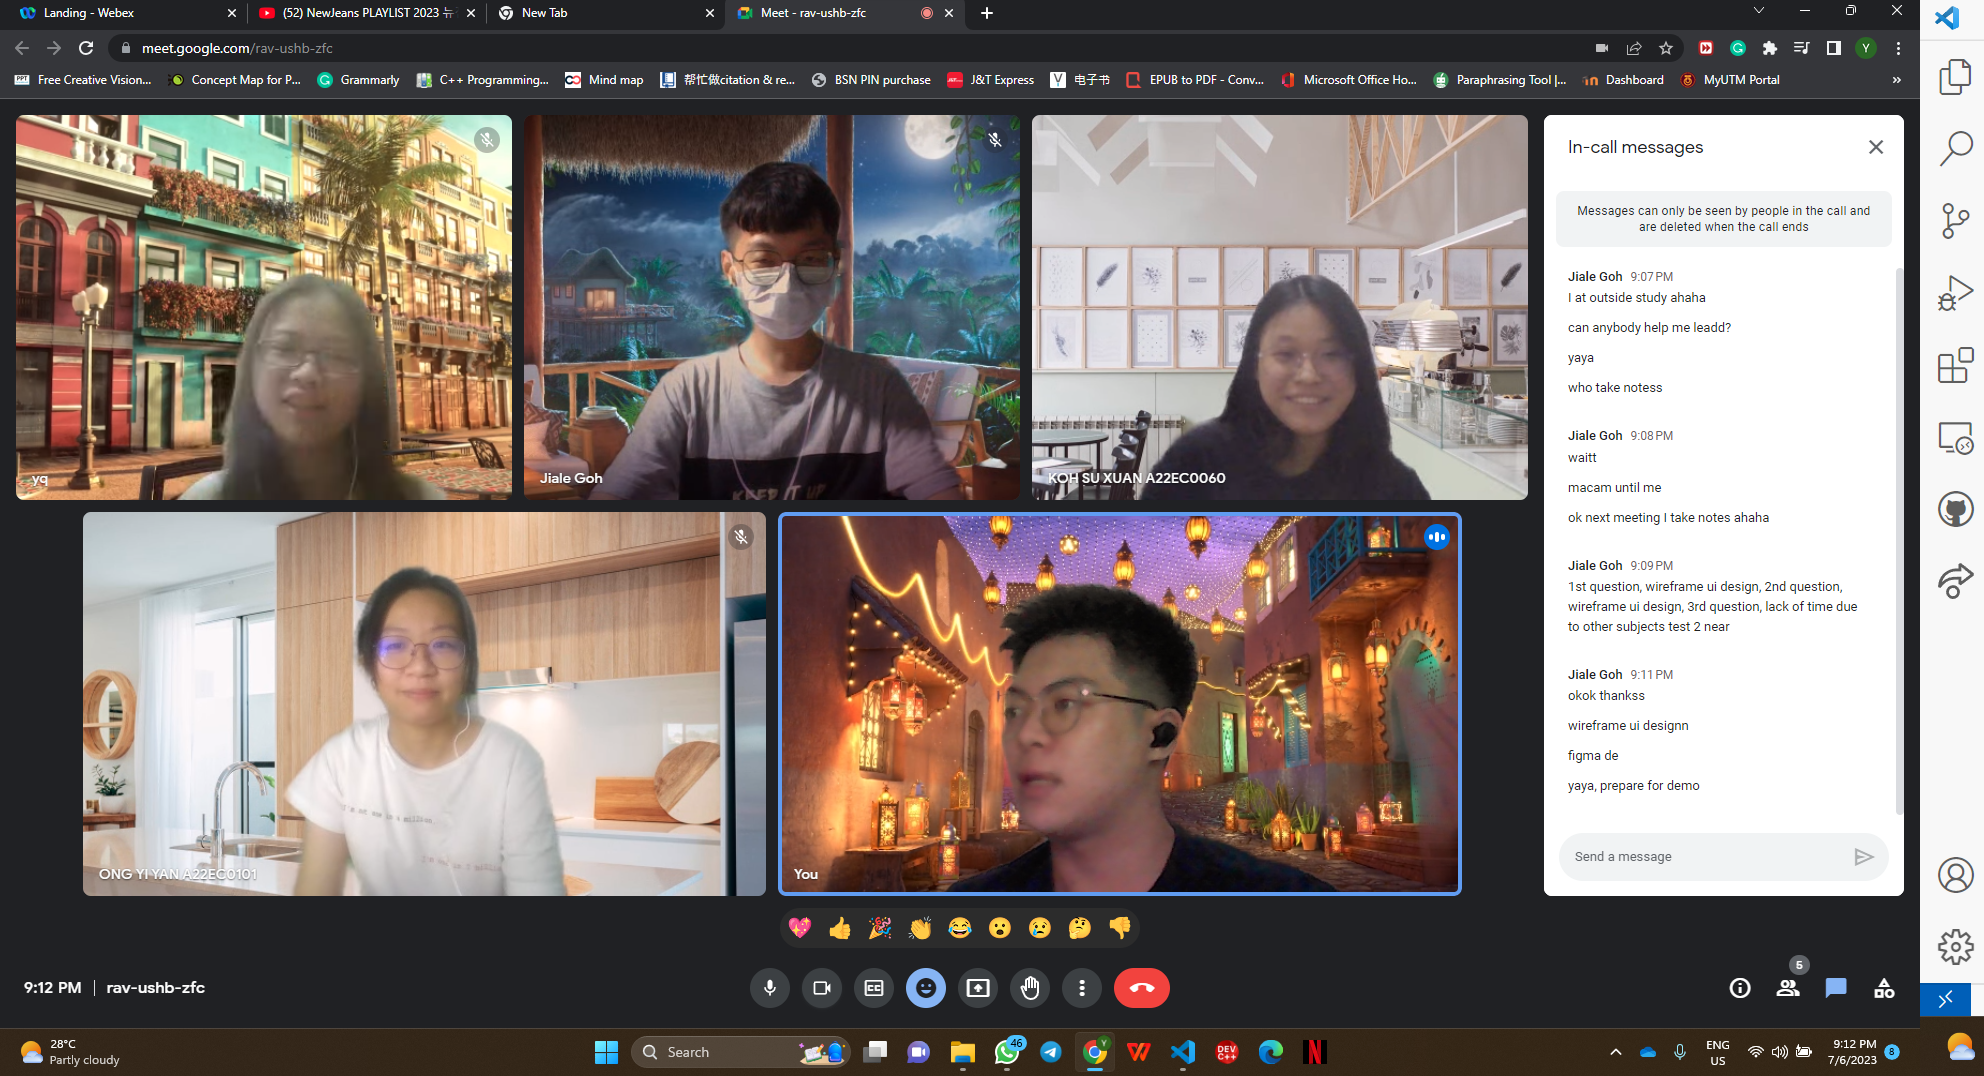 Landing - Webex
(52) NewJeans PLAYLIST 2023 뉴
New Tab
Meet - rav-ushb-zfc
meet.google.com/rav-ushb-zfc
Y
Free Creative Vision...
Concept Map for P...
Grammarly
C++ Programming...
Mind map
帮忙做citation & re...
BSN PIN purchase
J&T Express
电子书
EPUB to PDF - Conv...
Microsoft Office Ho...
Paraphrasing Tool |...
Dashboard
MyUTM Portal
yq
Jiale Goh
KEEP IT UP
KOH SU XUAN A22EC0060
ONG YI YAN A22EC0101
You
In-call messages
Messages can only be seen by people in the call and
are deleted when the call ends
Jiale Goh 9:07 PM
I at outside study ahaha
can anybody help me leadd?
yaya
who take notess
Jiale Goh 9:08 PM
waitt
macam until me
ok next meeting I take notes ahaha
Jiale Goh 9:09 PM
1st question, wireframe ui design, 2nd question,
wireframe ui design, 3rd question, lack of time due
to other subjects test 2 near
Jiale Goh 9:11 PM
okok thankss
wireframe ui designn
figma de
yaya, prepare for demo
Send a message
9:12 PM | rav-ushb-zfc
5
28°C
Partly cloudy
Search
46
DEV
C++
ENG
US
9:12 PM
7/6/2023
8